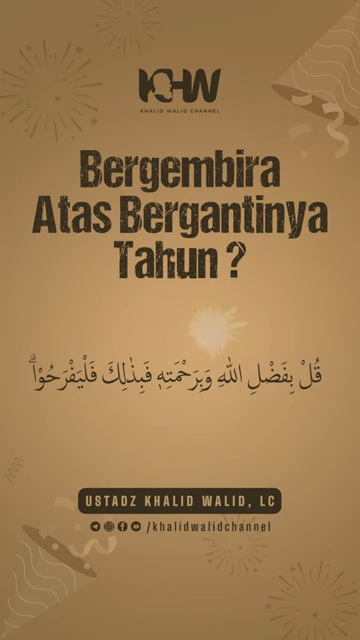 KHW
KHALID WALID CHANNEL
Bergembira
Atas Bergantinya
Tahun ?
قُلْ بِفَضْلِ اللّٰهِ وَبِرَحْمَتِهٖ فَبِذٰلِكَ فَلْيَفْرَحُوْاۗ
USTADZ KHALID WALID, LC
/khalidwalidchannel